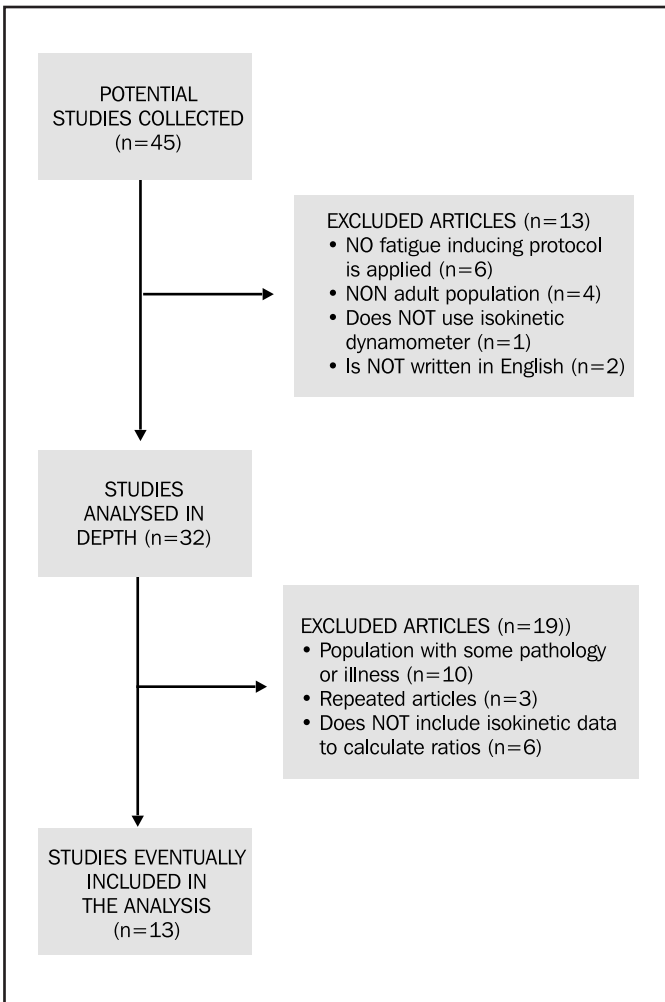 POTENTIAL
STUDIES COLLECTED
(n=45)
EXCLUDED ARTICLES (n=13)
• NO fatigue inducing protocol
is applied (n=6)
• NON adult population (n=4)
• Does NOT use isokinetic
dynamometer (n=1)
• Is NOT written in English (n=2)
STUDIES
ANALYSED IN
DEPTH (n=32)
EXCLUDED ARTICLES (n=19))
• Population with some pathology
or illness (n=10)
• Repeated articles (n=3)
• Does NOT include isokinetic data
to calculate ratios (n=6)
STUDIES EVENTUALLY
INCLUDED IN
THE ANALYSIS
(n=13)